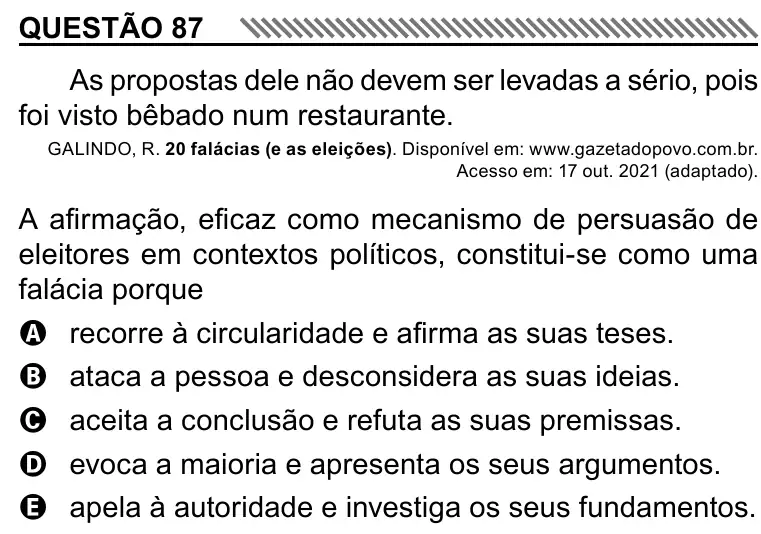 QUESTÃO 87
As propostas dele não devem ser levadas a sério, pois
foi visto bêbado num restaurante.
GALINDO, R. 20 falácias (e as eleições). Disponível em: www.gazetadopovo.com.br.
Acesso em: 17 out. 2021 (adaptado).
A afirmação, eficaz como mecanismo de persuasão de
eleitores em contextos políticos, constitui-se como uma
falácia porque
A recorre à circularidade e afirma as suas teses.
B ataca a pessoa e desconsidera as suas ideias.
C aceita a conclusão e refuta as suas premissas.
D evoca a maioria e apresenta os seus argumentos.
E apela à autoridade e investiga os seus fundamentos.